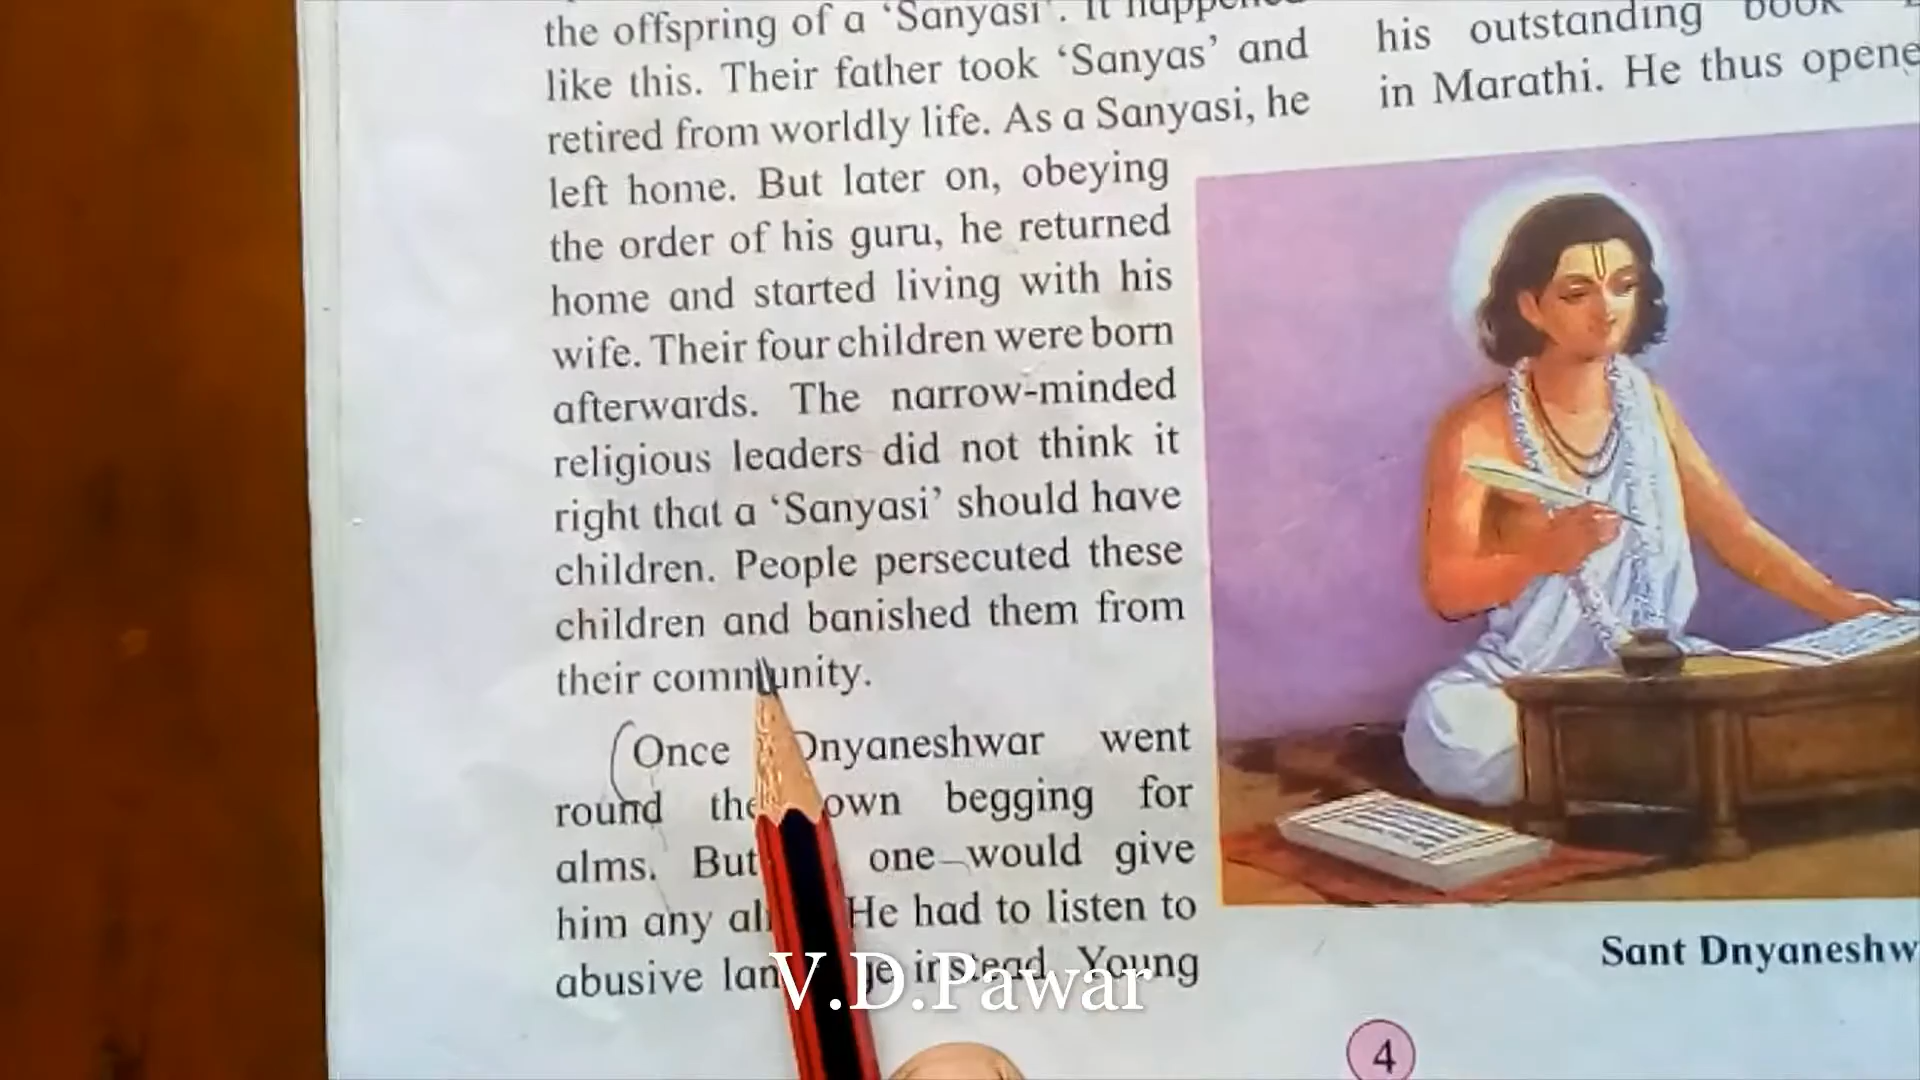 the offspring of a ‘Sanyasi’. It happened
like this. Their father took ‘Sanyas’ and
retired from worldly life. As a Sanyasi, he
left home. But later on, obeying
the order of his guru, he returned
home and started living with his
wife. Their four children were born
afterwards. The narrow-minded
religious leaders did not think it
right that a ‘Sanyasi’ should have
children. People persecuted these
children and banished them from
their community.
Once Dnyaneshwar went
round the own begging for
alms. But one would give
him any He had to listen to
abusive instead. Young
his outstanding book
in Marathi. He thus opene
Sant Dnyaneshw
4
V.D.Pawar